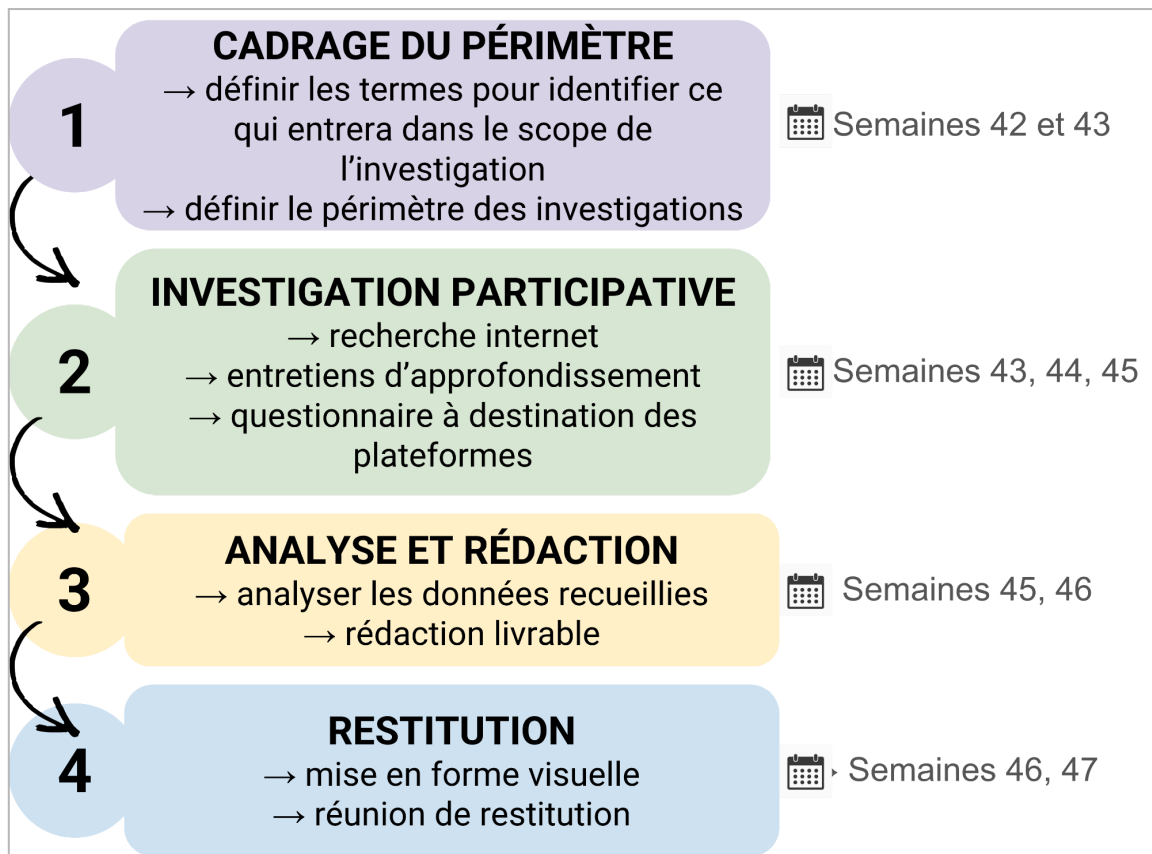 1
CADRAGE DU PÉRIMÈTRE
→ définir les termes pour identifier ce
qui entrera dans le scope de
l’investigation
→ définir le périmètre des investigations
Semaines 42 et 43
2
INVESTIGATION PARTICIPATIVE
→ recherche internet
→ entretiens d’approfondissement
→ questionnaire à destination des
plateformes
Semaines 43, 44, 45
3
ANALYSE ET RÉDACTION
→ analyser les données recueillies
→ rédaction livrable
Semaines 45, 46
4
RESTITUTION
→ mise en forme visuelle
→ réunion de restitution
Semaines 46, 47